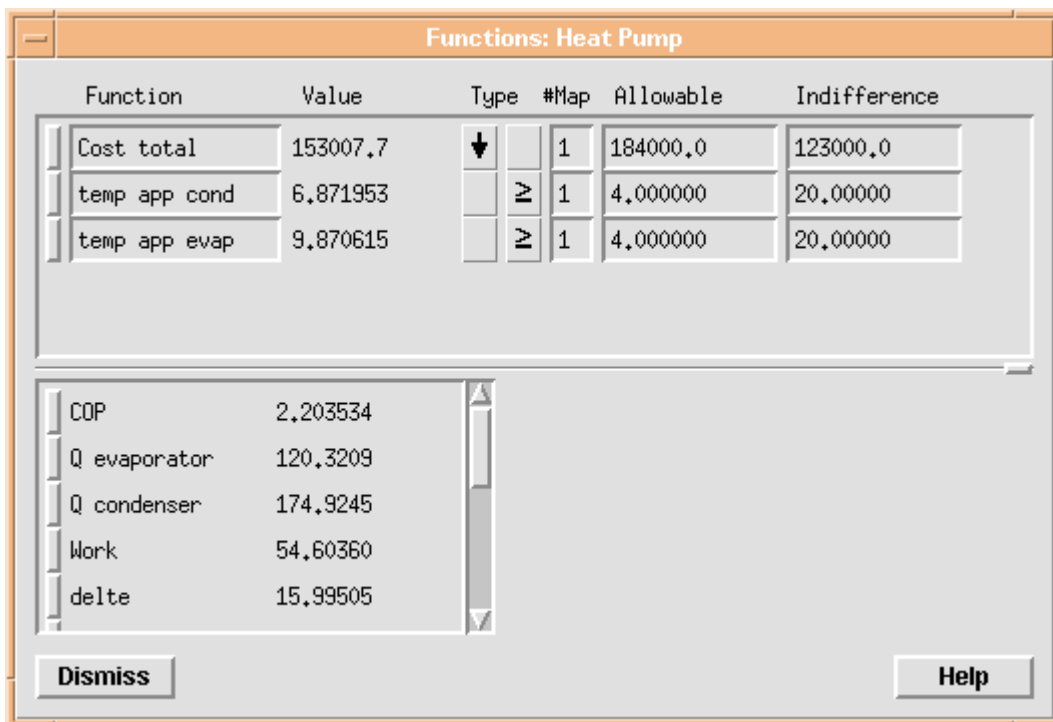 Functions: Heat Pump
Function Value Type #Map Allowable Indifference
Cost total 153007.7 1 184000.0 123000.0
temp app cond 6.871953 ≥ 1 4.000000 20.00000
temp app evap 9.870615 ≥ 1 4.000000 20.00000
COP 2.203534
Q evaporator 120.3209
Q condenser 174.9245
Work 54.60360
delte 15.99505
Dismiss Help